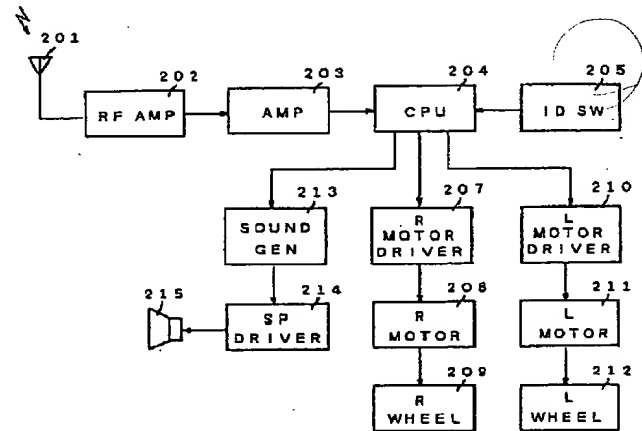 201
202
203
204
205
RF AMP
AMP
CPU
ID SW
213
207
210
SOUND
GEN
R
MOTOR
DRIVER
L
MOTOR
DRIVER
215
214
208
211
SP
DRIVER
R
MOTOR
L
MOTOR
209
212
R
WHEEL
L
WHEEL